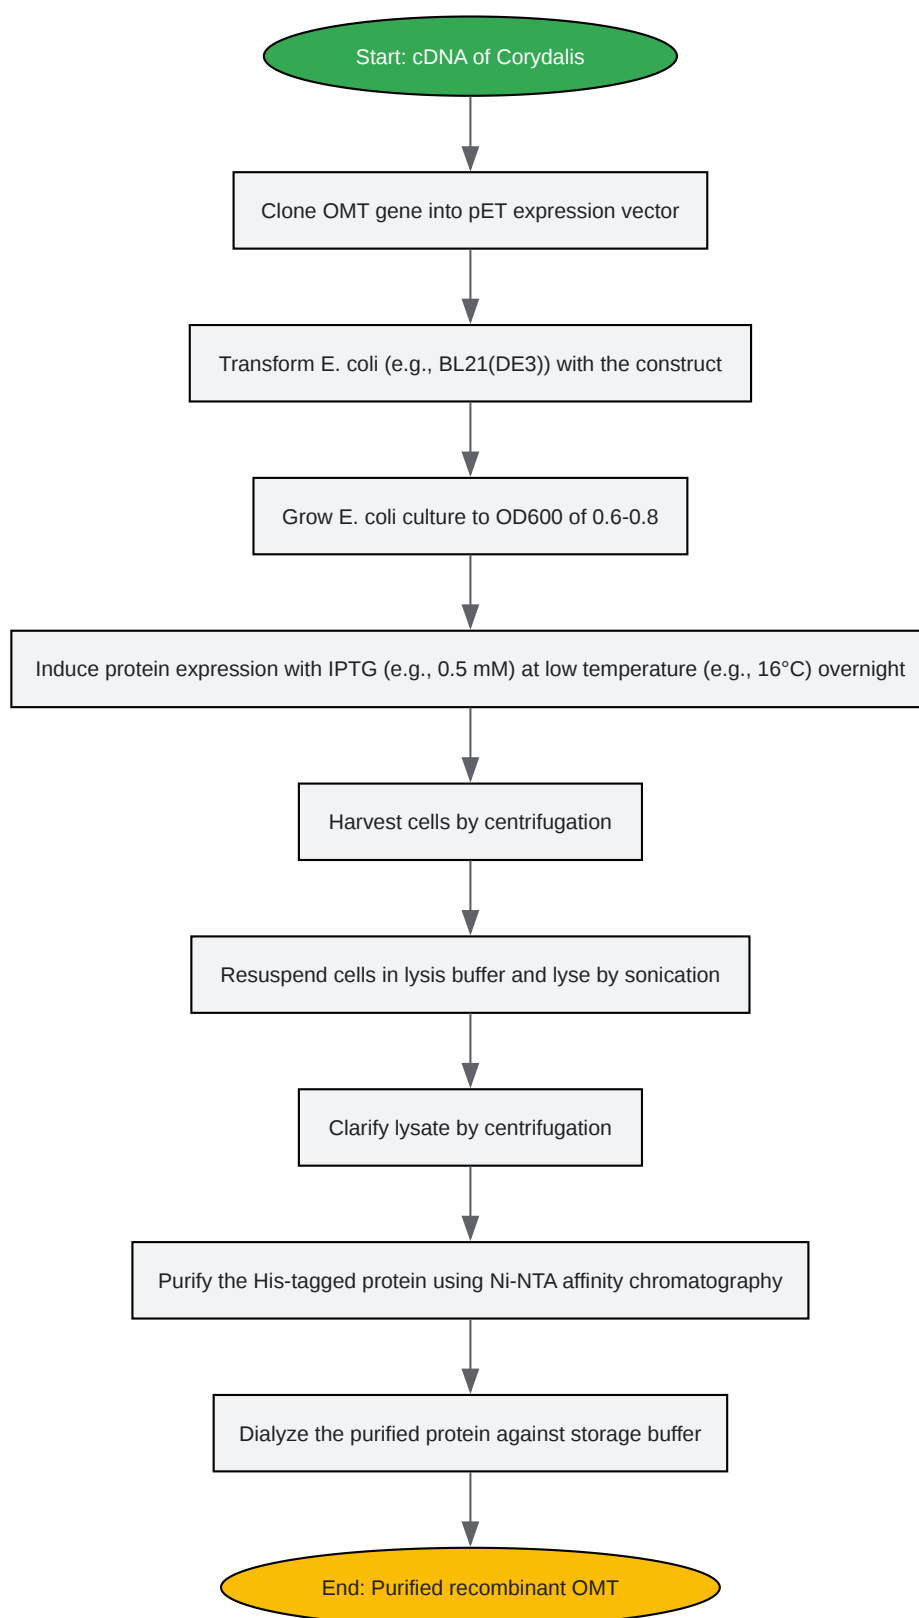 Start: cDNA of Corydalis
Clone OMT gene into pET expression vector
Transform E. coli (e.g., BL21(DE3)) with the construct
Grow E. coli culture to OD600 of 0.6-0.8
Induce protein expression with IPTG (e.g., 0.5 mM) at low temperature (e.g., 16°C) overnight
Harvest cells by centrifugation
Resuspend cells in lysis buffer and lyse by sonication
Clarify lysate by centrifugation
Purify the His-tagged protein using Ni-NTA affinity chromatography
Dialyze the purified protein against storage buffer
End: Purified recombinant OMT